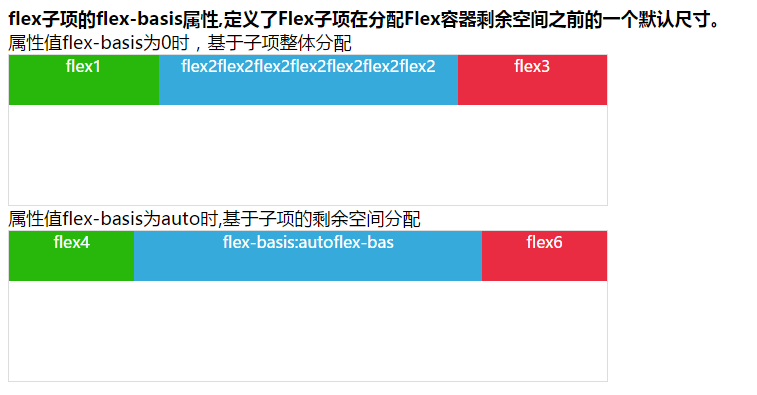 flex子项的flex-basis属性,定义了Flex子项在分配Flex容器剩余空间之前的一个默认尺寸。
属性值flex-basis为0时，基于子项整体分配
flex1 flex2flex2flex2flex2flex2flex2flex2 flex3
属性值flex-basis为auto时,基于子项的剩余空间分配
flex4 flex-basis:autoflex-bas flex6